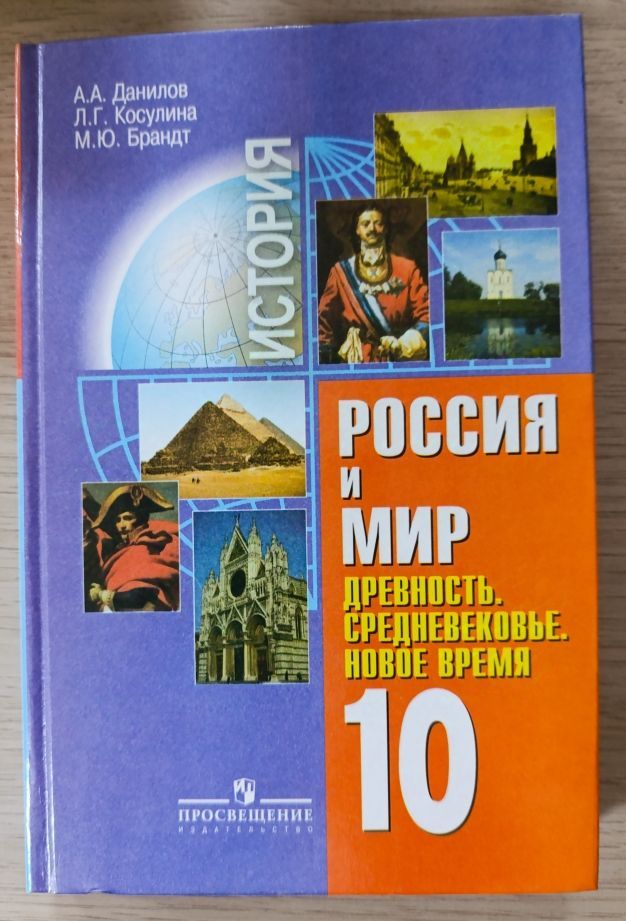 А.А. Данилов
Л.Г. Косулина
М.Ю. Брандт
ИСТОРИЯ
РОССИЯ
И
МИР
ДРЕВНОСТЬ.
СРЕДНЕВЕКОВЬЕ.
НОВОЕ ВРЕМЯ
10
ПРОСВЕЩЕНИЕ
ИЗДАТЕЛЬСТВО